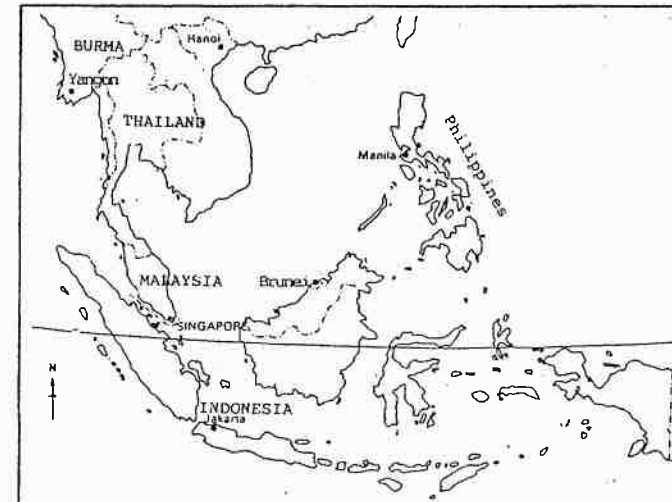 Hanoi
BURMA
Yangon
THAILAND
Manila
Philippines
MALAYSIA
Brunei
SINGAPORE
N
INDONESIA
Jakarta